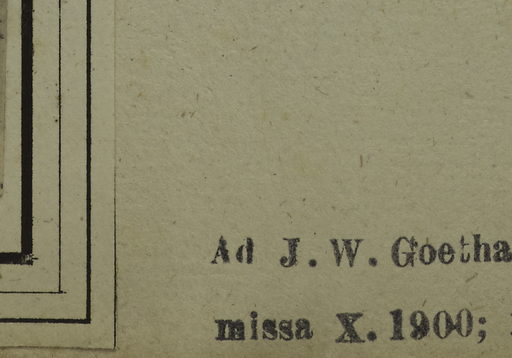 Ad J. W. Goetha
missa X. 1900;